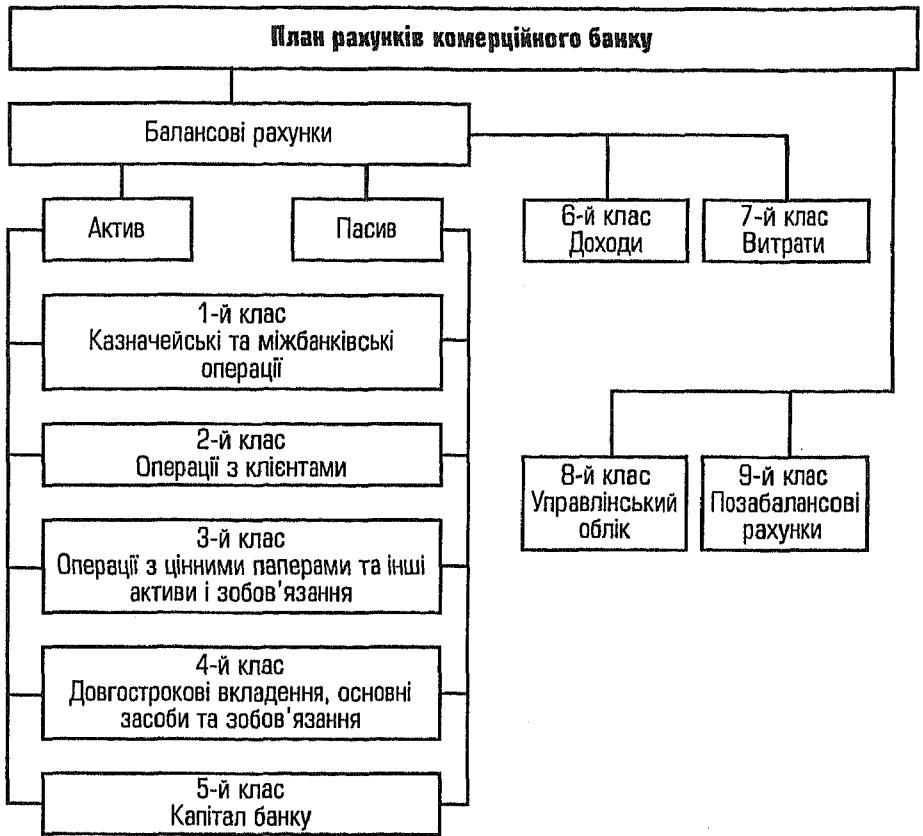 План рахунків комерційного банку
Балансові рахунки
Актив
Пасив
6-й клас
Доходи
7-й клас
Витрати
1-й клас
Казначейські та міжбанківські
операції
2-й клас
Операції з клієнтами
8-й клас
Управлінський
облік
9-й клас
Позабалансові
рахунки
3-й клас
Операції з цінними паперами та інші
активи і зобов'язання
4-й клас
Довгострокові вкладення, основні
засоби та зобов'язання
5-й клас
Капітал банку